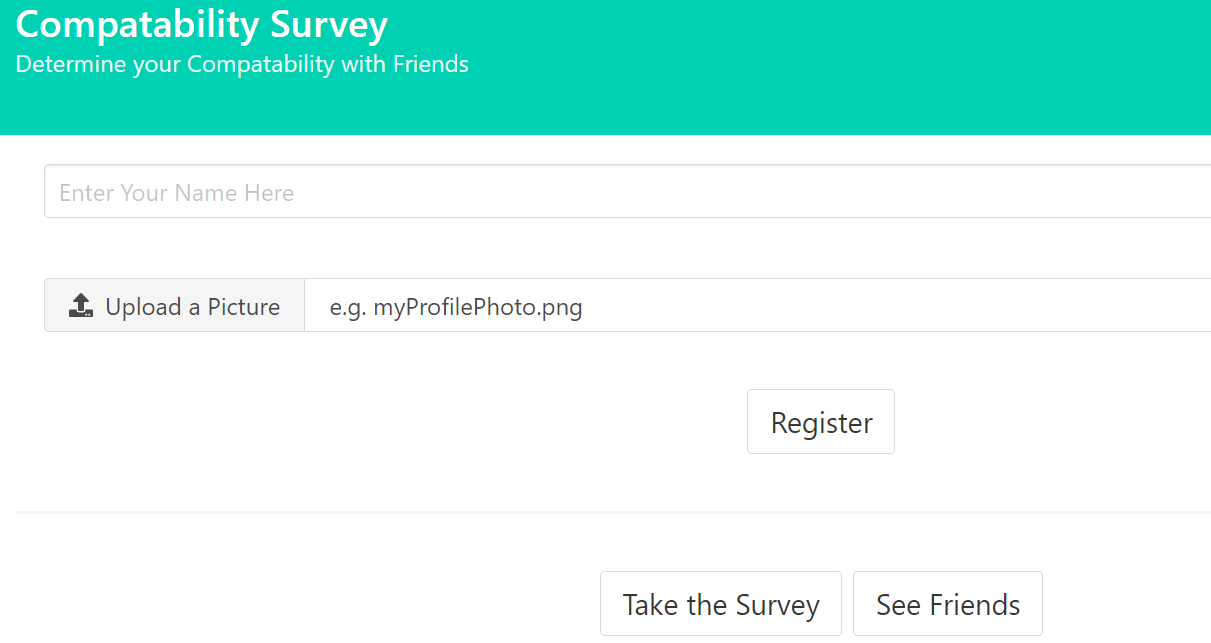 Compatability Survey
Determine your Compatability with Friends
Enter Your Name Here
Upload a Picture e.g. myProfilePhoto.png
Register
Take the Survey See Friends